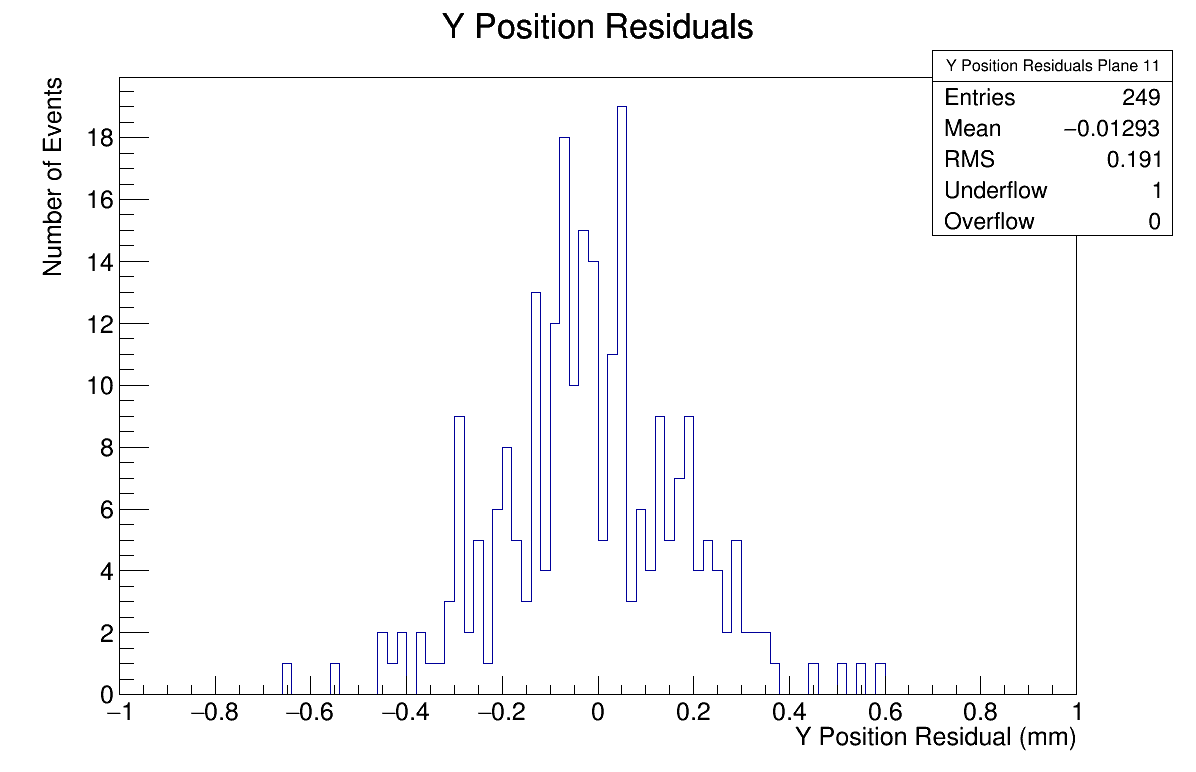 Y Position Residuals
Y Position Residuals Plane 11
Entries 249
Mean −0.01293
RMS 0.191
Underflow 1
Overflow 0
Number of Events
18
16
14
12
10
8
6
4
2
0
−1 −0.8 −0.6 −0.4 −0.2 0 0.2 0.4 0.6 0.8 1
Y Position Residual (mm)